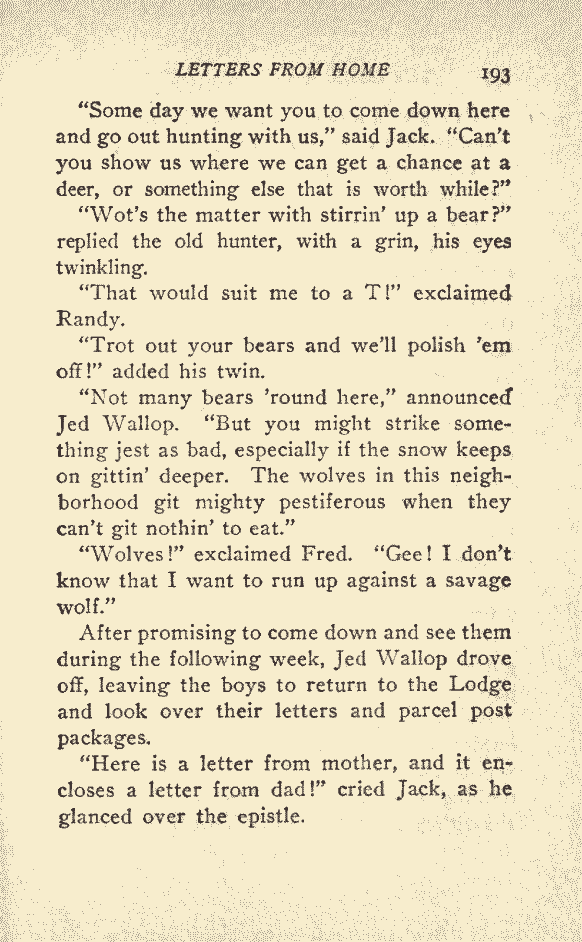 LETTERS FROM HOME 193
“Some day we want you to come down here
and go out hunting with us,” said Jack. “Can’t
you show us where we can get a chance at a
deer, or something else that is worth while?”
“Wot’s the matter with stirrin’ up a bear?”
replied the old hunter, with a grin, his eyes
twinkling.
“That would suit me to a T!” exclaimed
Randy.
“Trot out your bears and we’ll polish ’em
off!” added his twin.
“Not many bears ’round here,” announced
Jed Wallop. “But you might strike some-
thing jest as bad, especially if the snow keeps
on gittin’ deeper. The wolves in this neigh-
borhood git mighty pestiferous when they
can’t git nothin’ to eat.”
“Wolves!” exclaimed Fred. “Gee! I don’t
know that I want to run up against a savage
wolf.”
After promising to come down and see them
during the following week, Jed Wallop drove
off, leaving the boys to return to the Lodge
and look over their letters and parcel post
packages.
“Here is a letter from mother, and it en-
closes a letter from dad!” cried Jack, as he
glanced over the epistle.